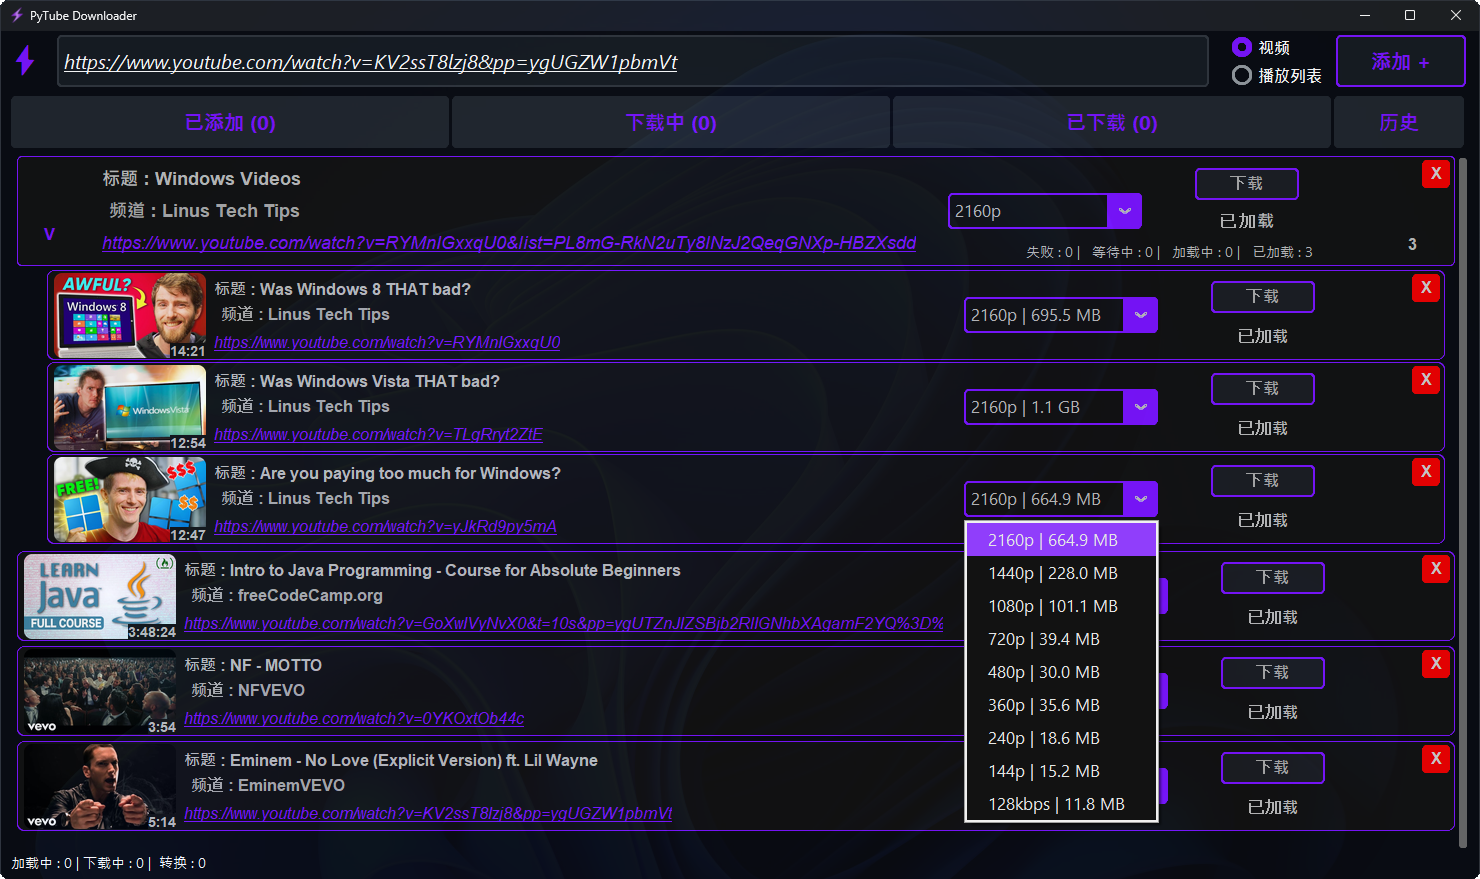 PyTube Downloader
https://www.youtube.com/watch?v=KV2ssT8lzj8&pp=ygUGZW1pbmVt
视频
播放列表
添加 +
已添加 (0)
下载中 (0)
已下载 (0)
历史
标题 : Windows Videos
频道 : Linus Tech Tips
https://www.youtube.com/watch?v=RYMnIGxxqU0&list=PL8mG-RkN2uTy8lNzJ2QeqGNXp-HBZXsdd
V
2160p
下载
已加载
失败 : 0 | 等待中 : 0 | 加载中 : 0 | 已加载 : 3
X
3
AWFUL?
Windows 8
14:21
标题 : Was Windows 8 THAT bad?
频道 : Linus Tech Tips
https://www.youtube.com/watch?v=RYMnIGxxqU0
2160p | 695.5 MB
下载
已加载
X
WindowsVista
12:54
标题 : Was Windows Vista THAT bad?
频道 : Linus Tech Tips
https://www.youtube.com/watch?v=TLgRryt2ZtE
2160p | 1.1 GB
下载
已加载
X
FREE!
$$$
$$
12:47
标题 : Are you paying too much for Windows?
频道 : Linus Tech Tips
https://www.youtube.com/watch?v=yJkRd9py5mA
2160p | 664.9 MB
下载
已加载
X
2160p | 664.9 MB
1440p | 228.0 MB
1080p | 101.1 MB
720p | 39.4 MB
480p | 30.0 MB
360p | 35.6 MB
240p | 18.6 MB
144p | 15.2 MB
128kbps | 11.8 MB
LEARN
Java
FULL COURSE
3:48:24
标题 : Intro to Java Programming - Course for Absolute Beginners
频道 : freeCodeCamp.org
https://www.youtube.com/watch?v=GoXwIVyNvX0&t=10s&pp=ygUTZnJlZSBjb2RlIGNhbXAgamF2YQ%3D%
下载
已加载
X
vevo
3:54
标题 : NF - MOTTO
频道 : NFVEVO
https://www.youtube.com/watch?v=0YKOxtOb44c
下载
已加载
X
vevo
5:14
标题 : Eminem - No Love (Explicit Version) ft. Lil Wayne
频道 : EminemVEVO
https://www.youtube.com/watch?v=KV2ssT8lzj8&pp=ygUGZW1pbmVt
下载
已加载
X
加载中 : 0 | 下载中 : 0 | 转换 : 0